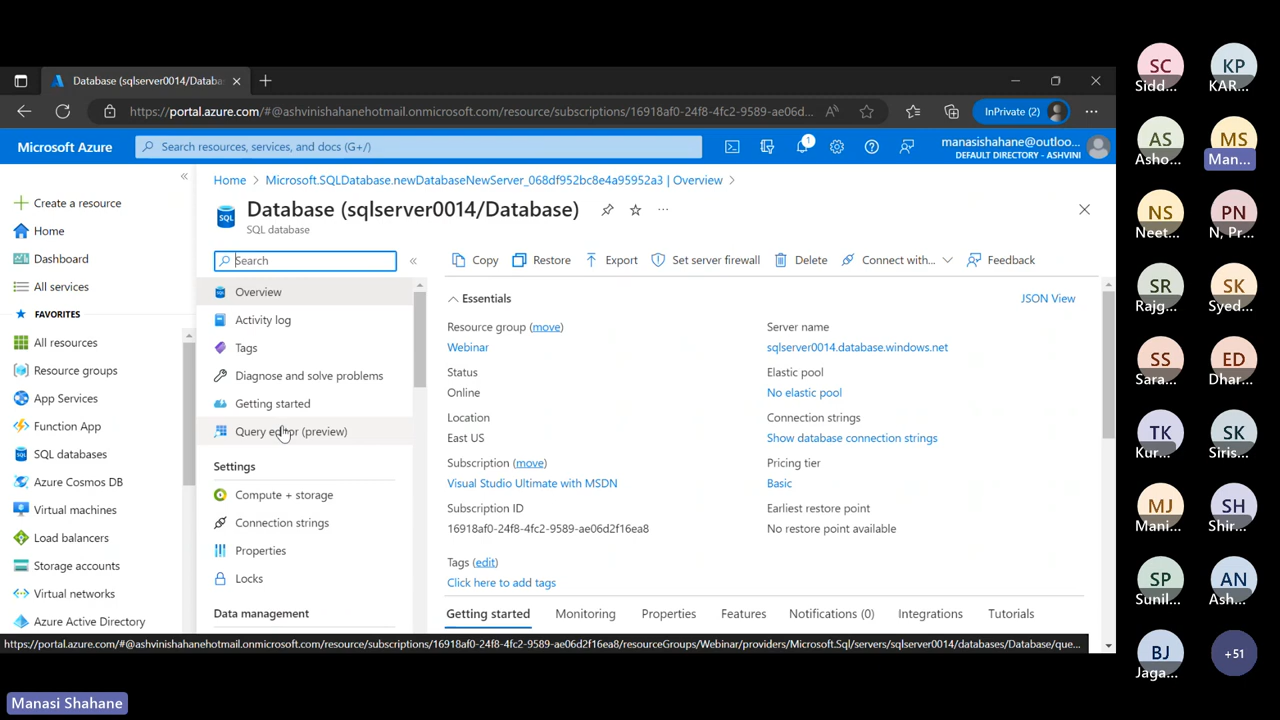 Database (sqlserver0014/Databa
https://portal.azure.com/#@ashvinishahanehotmail.onmicrosoft.com/resource/subscriptions/16918af0-24f8-4fc2-9589-ae06d...
InPrivate (2)
Microsoft Azure
Search resources, services, and docs (G+/)
1
manasishahane@outloo...
DEFAULT DIRECTORY - ASHVINI
Home > Microsoft.SQLDatabase.newDatabaseNewServer_068df952bc8e4a95952a3 | Overview >
Database (sqlserver0014/Database)
SQL database
Create a resource
Home
Dashboard
All services
FAVORITES
All resources
Resource groups
App Services
Function App
SQL databases
Azure Cosmos DB
Virtual machines
Load balancers
Storage accounts
Virtual networks
Azure Active Directory
Search
Overview
Activity log
Tags
Diagnose and solve problems
Getting started
Query editor (preview)
Settings
Compute + storage
Connection strings
Properties
Locks
Data management
Copy Restore Export Set server firewall Delete Connect with... Feedback
Essentials
JSON View
Resource group (move)
Webinar
Status
Online
Location
East US
Subscription (move)
Visual Studio Ultimate with MSDN
Subscription ID
16918af0-24f8-4fc2-9589-ae06d2f16ea8
Tags (edit)
Click here to add tags
Server name
sqlserver0014.database.windows.net
Elastic pool
No elastic pool
Connection strings
Show database connection strings
Pricing tier
Basic
Earliest restore point
No restore point available
Getting started Monitoring Properties Features Notifications (0) Integrations Tutorials
https://portal.azure.com/#@ashvinishahanehotmail.onmicrosoft.com/resource/subscriptions/16918af0-24f8-4fc2-9589-ae06d2f16ea8/resourceGroups/Webinar/providers/Microsoft.Sql/servers/sqlserver0014/databases/Database/que...
Manasi Shahane
SC
Sidd...
KP
KAR...
AS
Asho...
MS
Man...
NS
Neet...
PN
N, Pr...
SR
Rajg...
SK
Syed...
SS
Sara...
ED
Dhar...
TK
Kur...
SK
Siris...
MJ
Mani...
SH
Shir...
SP
Sunil...
AN
Ash...
BJ
Jaga...
+51